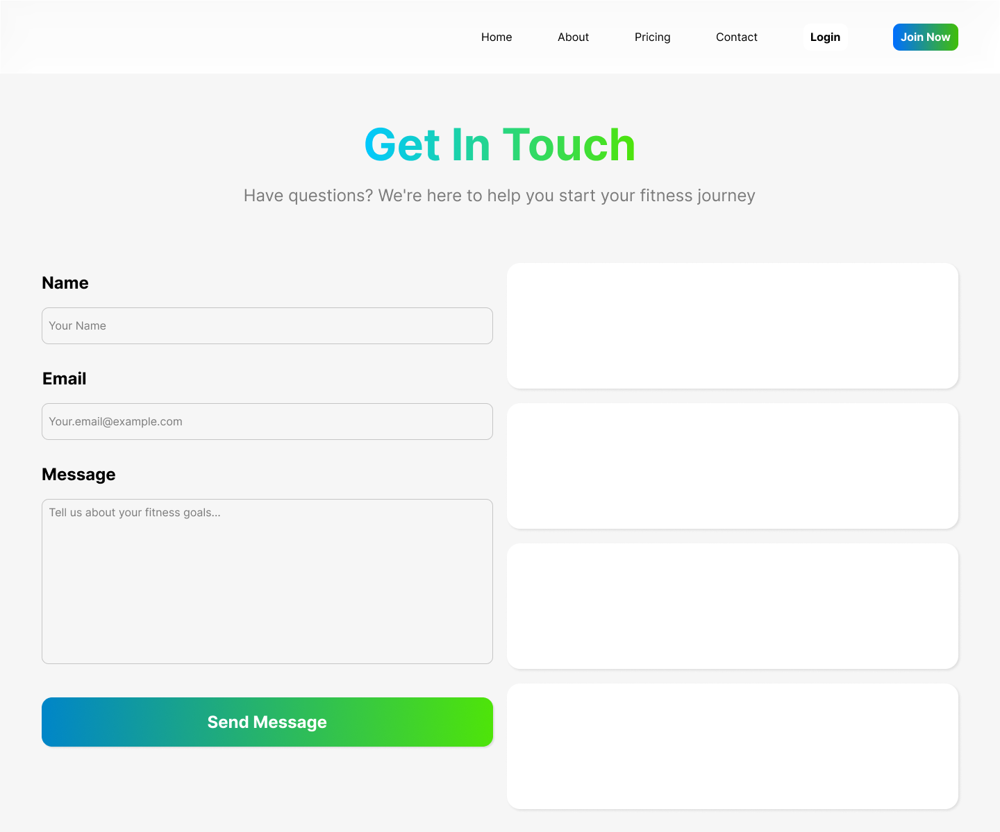 Home About Pricing Contact Login Join Now
Get In Touch
Have questions? We're here to help you start your fitness journey
Name
Your Name
Email
Your.email@example.com
Message
Tell us about your fitness goals...
Send Message